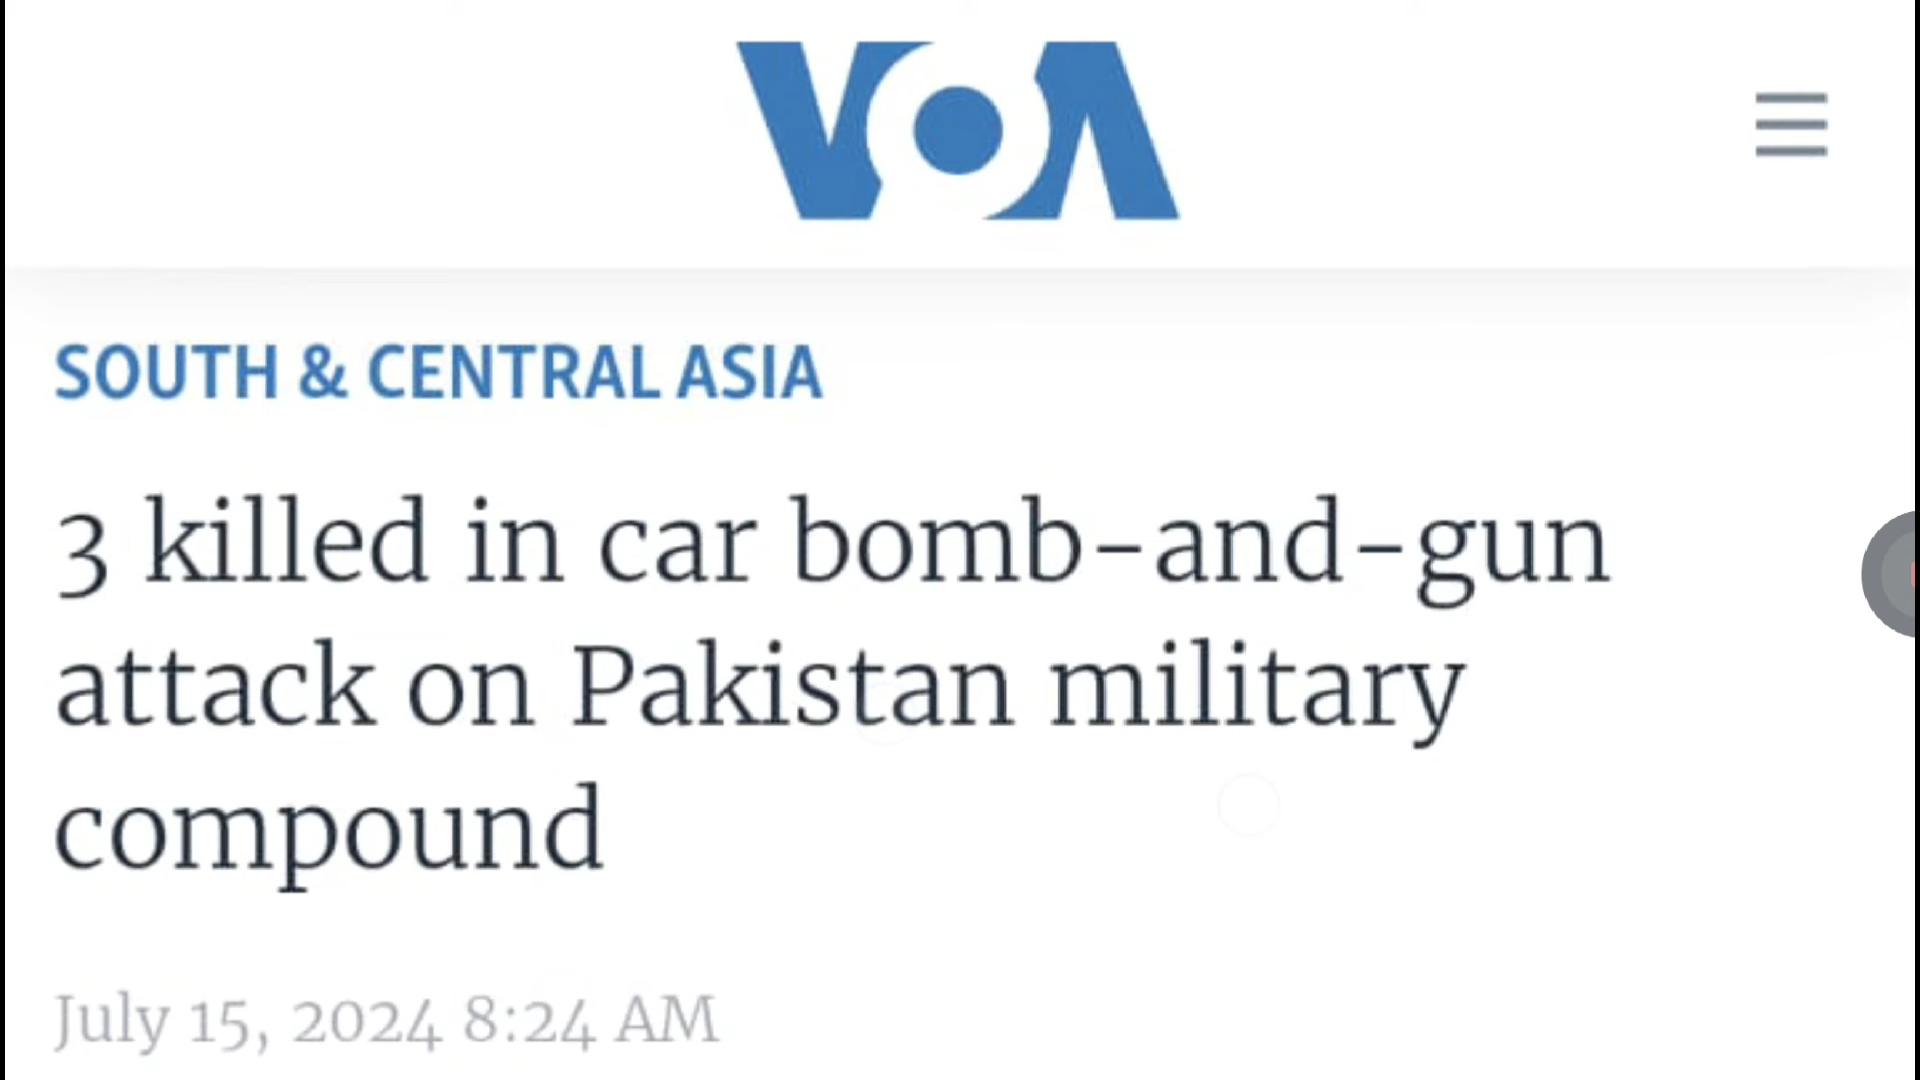 VOA
SOUTH & CENTRAL ASIA
3 killed in car bomb-and-gun
attack on Pakistan military
compound
July 15, 2024 8:24 AM